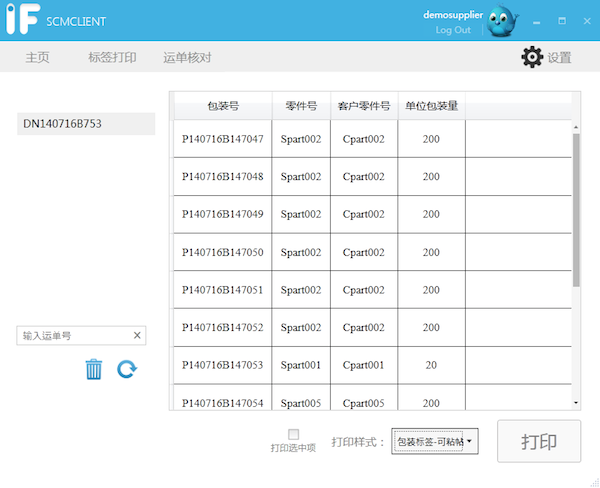 iF SCMCLIENT
demosupplier
Log Out
主页 标签打印 运单核对 设置
DN140716B753
包装号 零件号 客户零件号 单位包装量
P140716B147047 Spart002 Cpart002 200
P140716B147048 Spart002 Cpart002 200
P140716B147049 Spart002 Cpart002 200
P140716B147050 Spart002 Cpart002 200
P140716B147051 Spart002 Cpart002 200
P140716B147052 Spart002 Cpart002 200
P140716B147053 Spart001 Cpart001 20
P140716B147054 Spart005 Cpart005 200
输入运单号
打印选中项
打印样式：
包装标签-可粘帖
打印